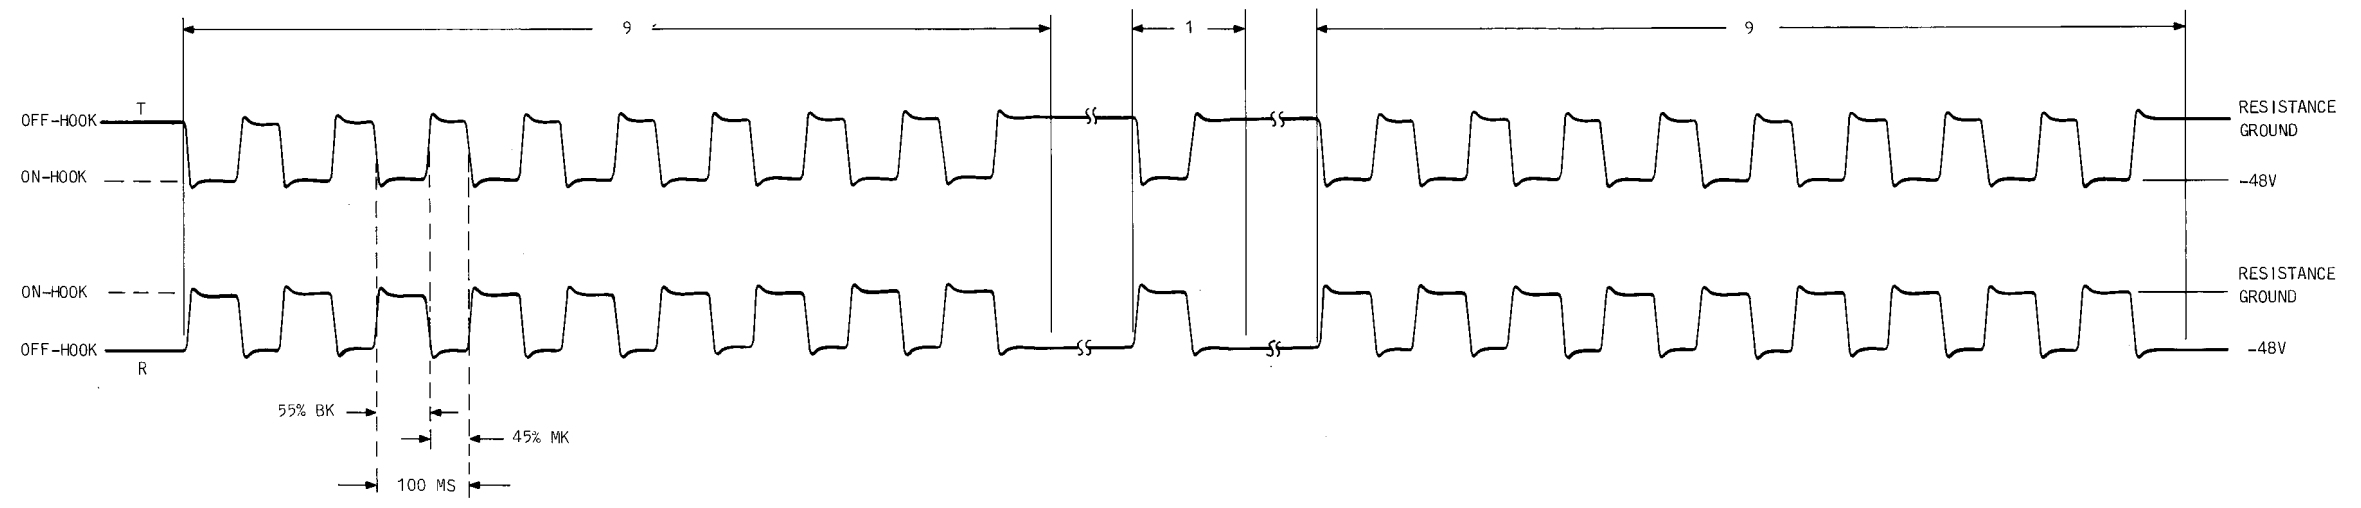 9 1 9
T
OFF-HOOK
RESISTANCE
GROUND
ON-HOOK
-48V
ON-HOOK
RESISTANCE
GROUND
OFF-HOOK
-48V
R
55% BK
45% MK
100 MS